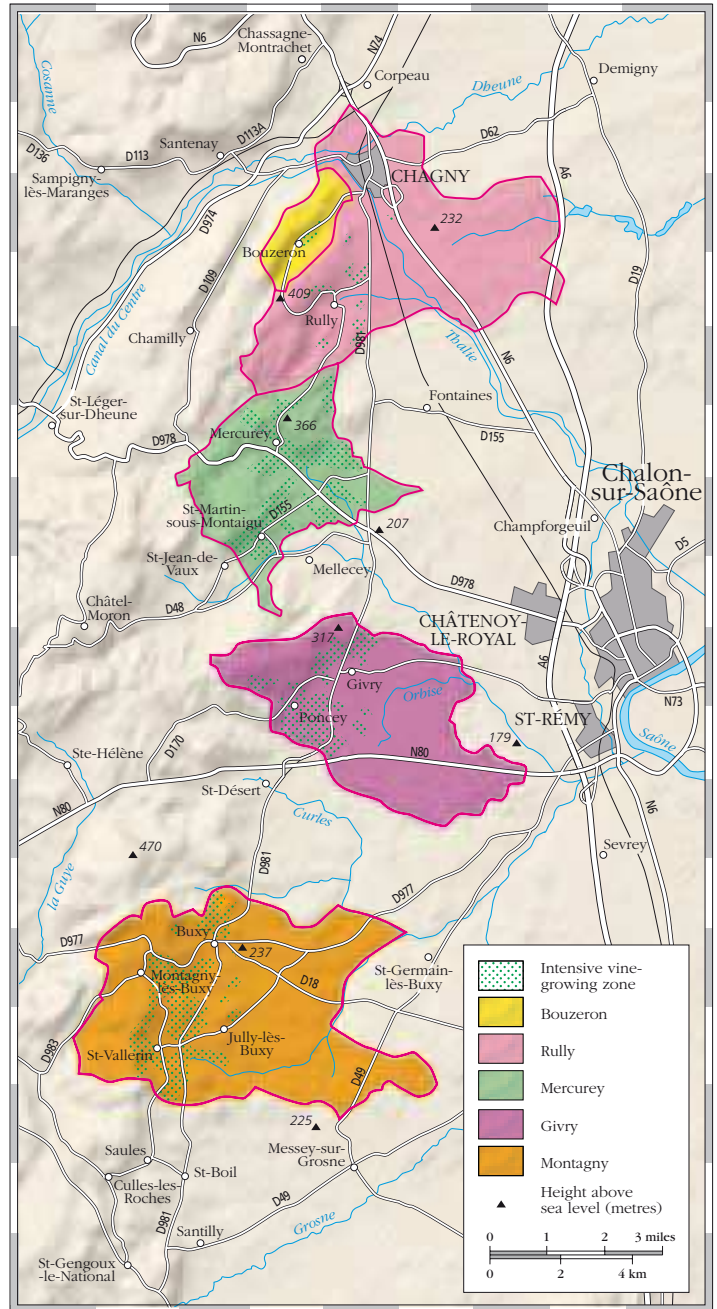 N6
Chassagne-
Montrachet
N74
Corpeau
Cosanne
Dheune
Demigny
D113A
D62
Santenay
D136
D113
Sampigny-
lès-Maranges
A6
CHAGNY
D974
232
Bouzeron
D109
D19
409
Canal du Centre
Rully
Chamilly
D981
Thalie
N6
St-Léger-
sur-Dheune
Fontaines
366
D978
Mercurey
D155
Chalon-
sur-Saône
St-Martin-
sous-Montaigu
D155
Champforgeuil
207
D5
St-Jean-de-
Vaux
Mellecey
D978
Châtel-
Moron
D48
CHÂTENOY-
LE-ROYAL
317
A6
Givry
Orbise
N73
Poncey
ST-RÉMY
Saône
179
Ste-Hélène
D170
N80
St-Désert
N80
Curles
N6
D981
470
Sevrey
la Guye
D977
Buxy
D977
237
St-Germain-
lès-Buxy
Montagny-
lès-Buxy
D18
Jully-lès-
Buxy
D983
St-Vallerin
D49
225
Messey-sur-
Grosne
Saules
St-Boil
Culles-les-
Roches
D49
D981
Santilly
Grosne
St-Gengoux
-le-National
Intensive vine-
growing zone
Bouzeron
Rully
Mercurey
Givry
Montagny
Height above
sea level (metres)
0 1 2 3 miles
0 2 4 km